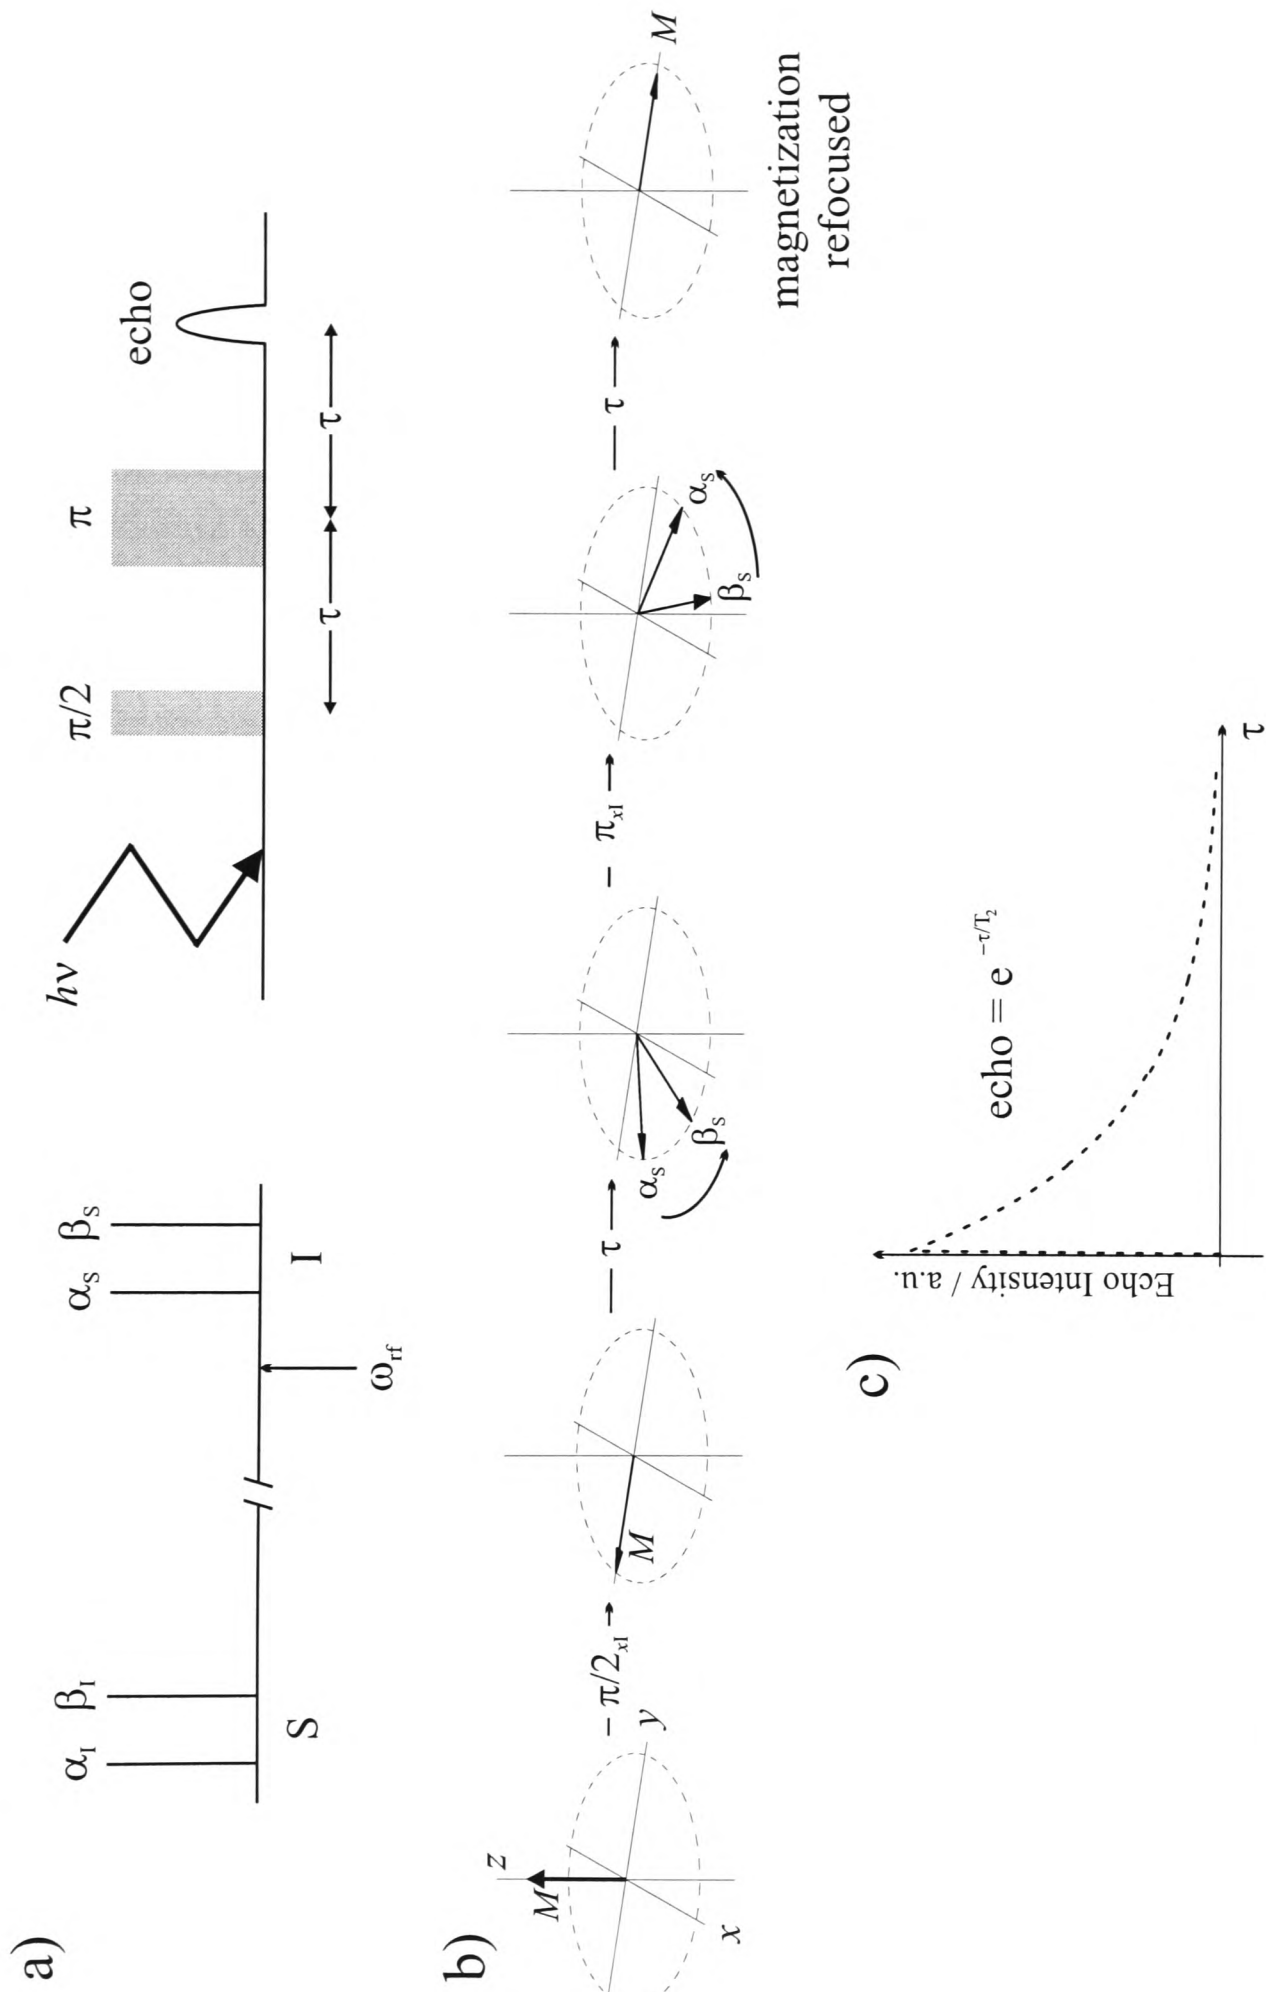 a)
α_I β_I
S
ω_rf
α_S β_S
I
hν
π/2
π
echo
τ
τ
b)
z
M
x
y
π/2_xI
M
τ
α_S
β_S
π_xI
β_S
α_S
τ
M
magnetization
refocused
c)
Echo Intensity / a.u.
echo = e^(-τ/T_2)
τ